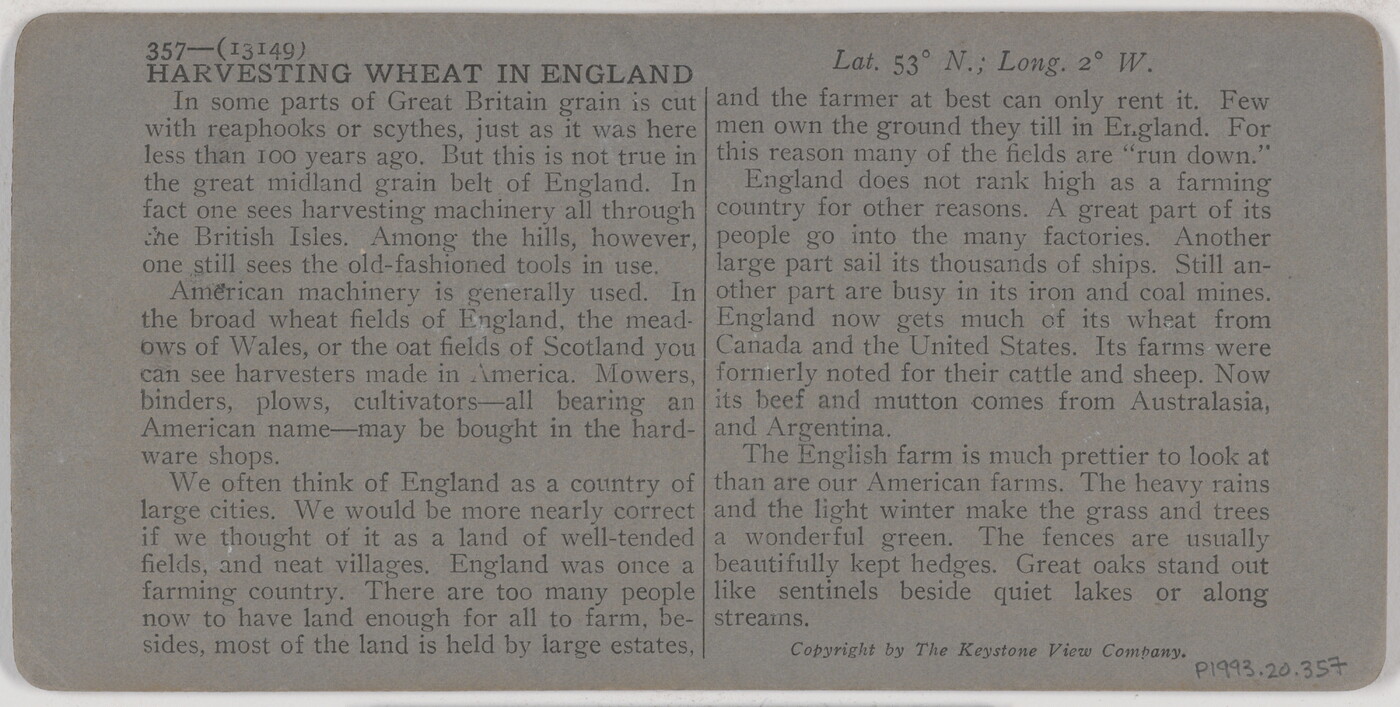 357—(13149)
HARVESTING WHEAT IN ENGLAND
In some parts of Great Britain grain is cut
with reaphooks or scythes, just as it was here
less than 100 years ago. But this is not true in
the great midland grain belt of England. In
fact one sees harvesting machinery all through
the British Isles. Among the hills, however,
one still sees the old-fashioned tools in use.
American machinery is generally used. In
the broad wheat fields of England, the mead-
ows of Wales, or the oat fields of Scotland you
can see harvesters made in America. Mowers,
binders, plows, cultivators—all bearing an
American name—may be bought in the hard-
ware shops.
We often think of England as a country of
large cities. We would be more nearly correct
if we thought of it as a land of well-tended
fields, and neat villages. England was once a
farming country. There are too many people
now to have land enough for all to farm, be-
sides, most of the land is held by large estates,
Lat. 53° N.; Long. 2° W.
and the farmer at best can only rent it. Few
men own the ground they till in England. For
this reason many of the fields are "run down."
England does not rank high as a farming
country for other reasons. A great part of its
people go into the many factories. Another
large part sail its thousands of ships. Still an-
other part are busy in its iron and coal mines.
England now gets much of its wheat from
Canada and the United States. Its farms were
formerly noted for their cattle and sheep. Now
its beef and mutton comes from Australasia,
and Argentina.
The English farm is much prettier to look at
than are our American farms. The heavy rains
and the light winter make the grass and trees
a wonderful green. The fences are usually
beautifully kept hedges. Great oaks stand out
like sentinels beside quiet lakes or along
streams.
Copyright by The Keystone View Company.
P1993.20.357